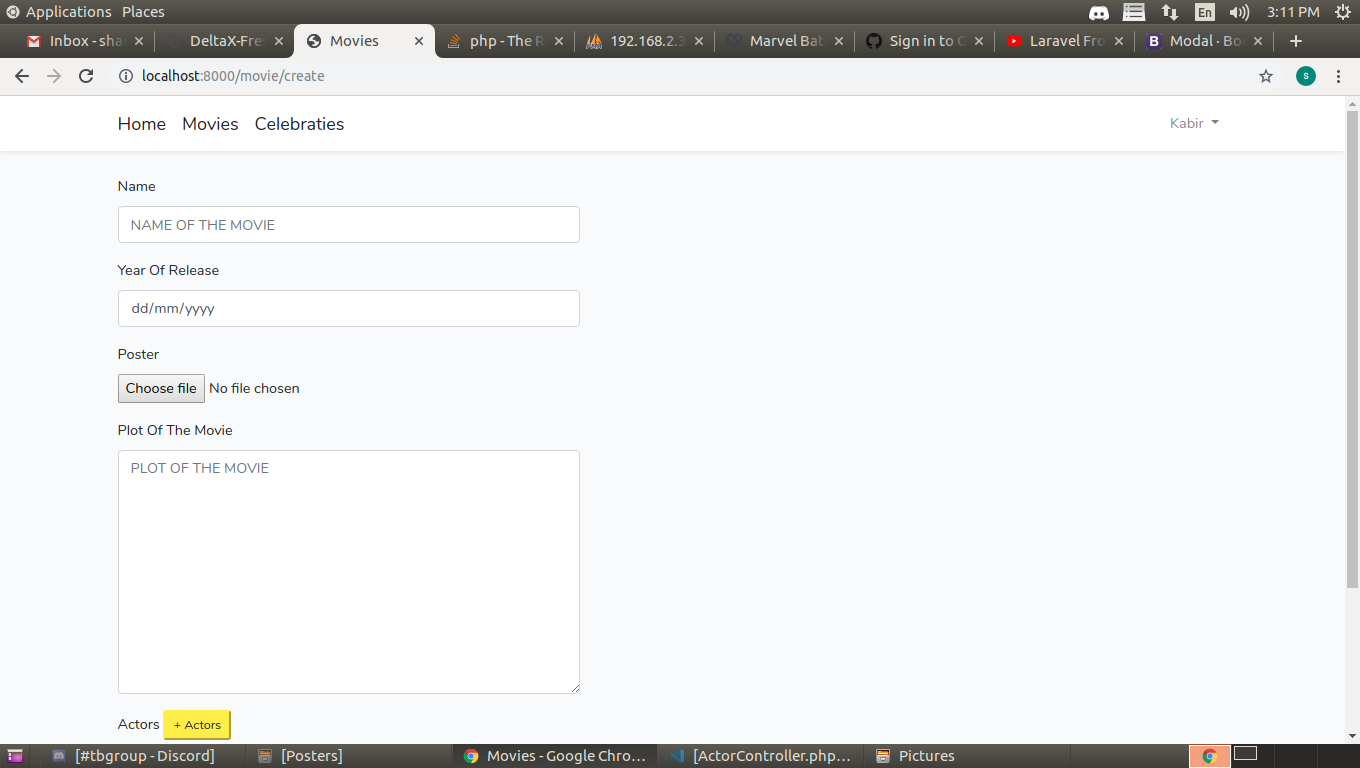 Applications Places En 3:11 PM
Inbox - sha DeltaX-Fre Movies php - The R 192.168.2.3 Marvel Bat Sign in to Laravel Fro B Modal · Bo
localhost:8000/movie/create s
Home Movies Celebraties Kabir
Name
NAME OF THE MOVIE
Year Of Release
dd/mm/yyyy
Poster
Choose file No file chosen
Plot Of The Movie
PLOT OF THE MOVIE
Actors + Actors
[#tbgroup - Discord] [Posters] Movies - Google Chro... [ActorController.php... Pictures